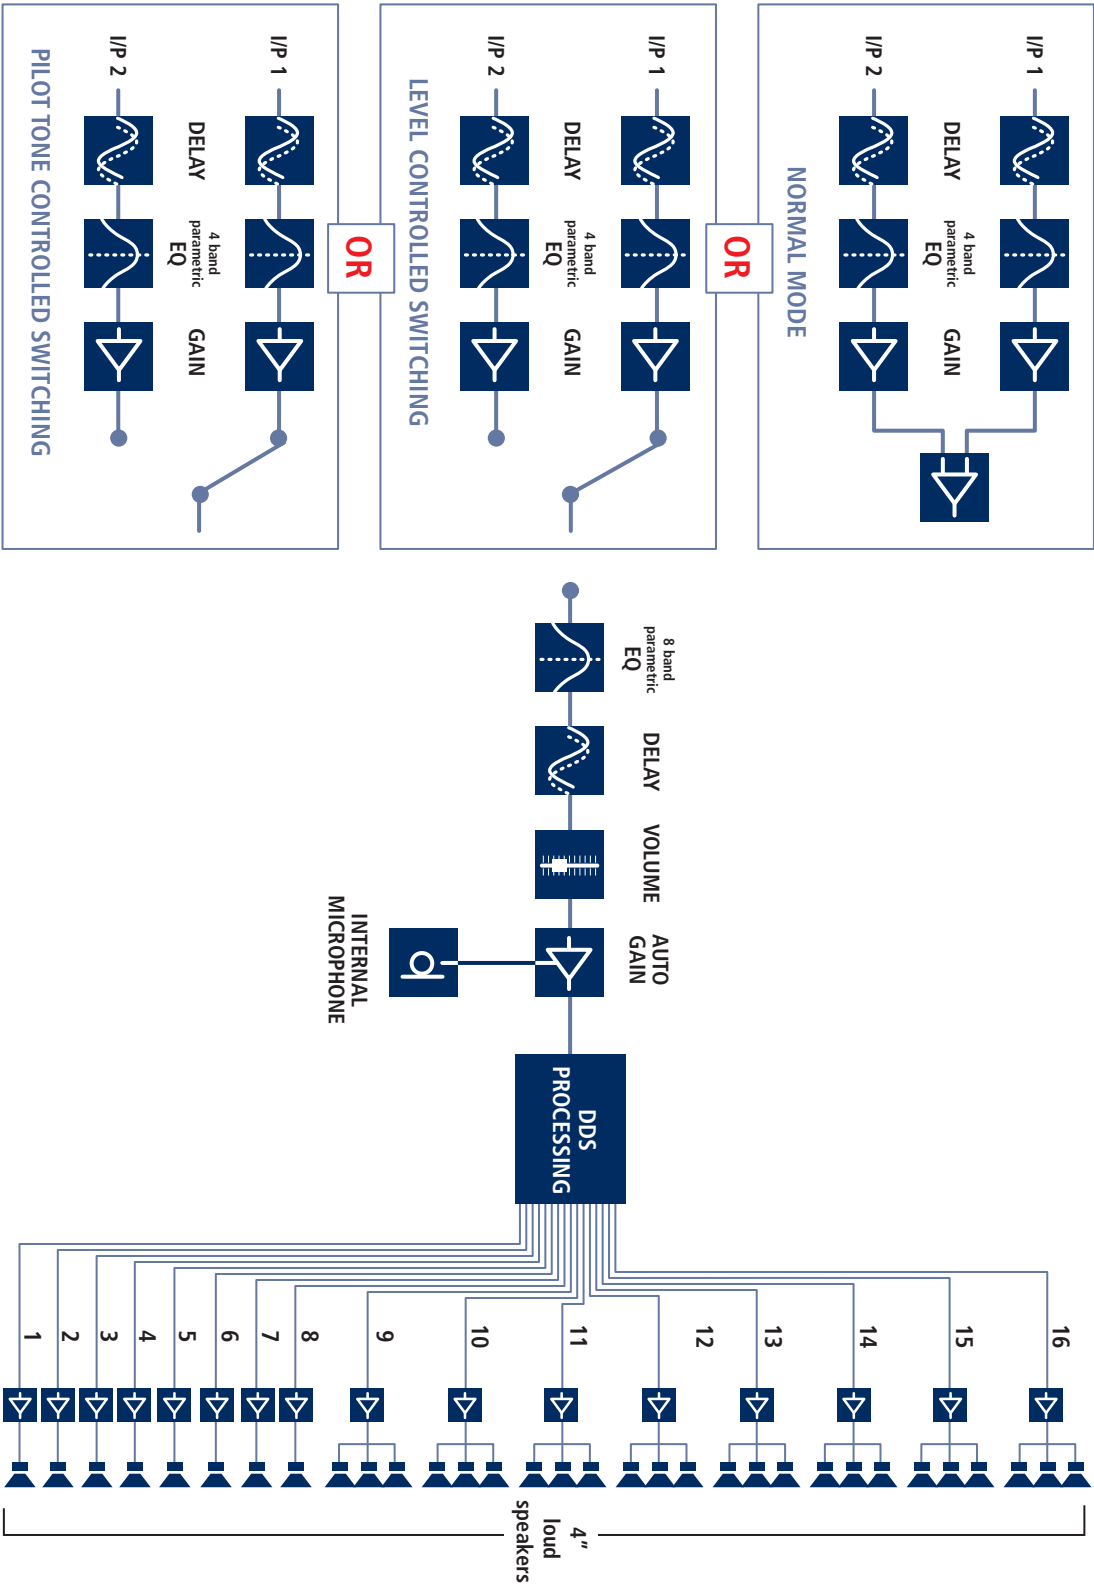 I/P 1
DELAY
4 band
parametric
EQ
GAIN
I/P 2
NORMAL MODE
OR
I/P 1
DELAY
4 band
parametric
EQ
GAIN
I/P 2
LEVEL CONTROLLED SWITCHING
OR
I/P 1
DELAY
4 band
parametric
EQ
GAIN
I/P 2
PILOT TONE CONTROLLED SWITCHING
8 band
parametric
EQ
DELAY
VOLUME
AUTO
GAIN
INTERNAL
MICROPHONE
DDS
PROCESSING
16
15
14
13
12
11
10
9
8
7
6
5
4
3
2
1
4”
loud
speakers